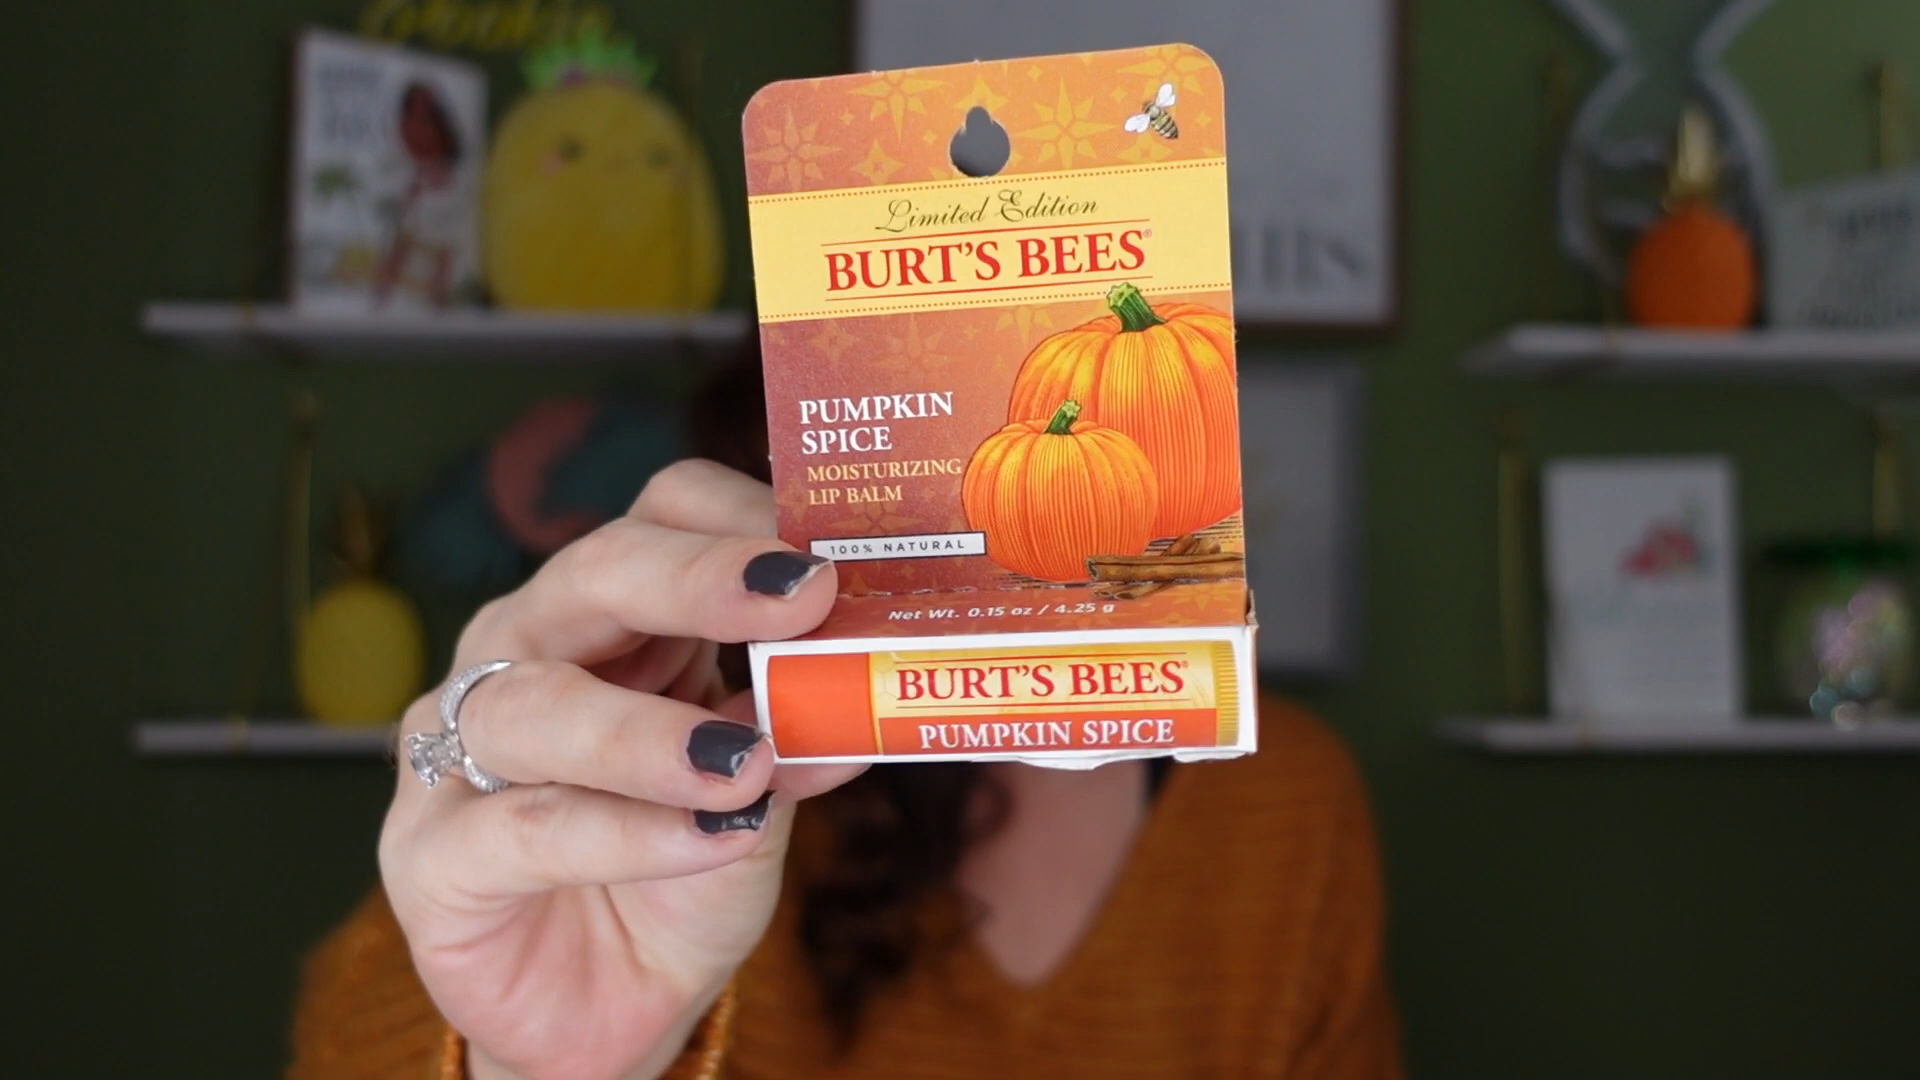 Limited Edition
BURT'S BEES®
PUMPKIN
SPICE
MOISTURIZING
LIP BALM
100% NATURAL
Net Wt. 0.15 oz / 4.25 g
BURT'S BEES®
PUMPKIN SPICE